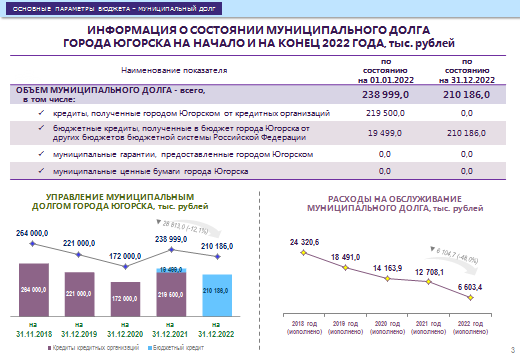 ОСНОВНЫЕ ПАРАМЕТРЫ БЮДЖЕТА – МУНИЦИПАЛЬНЫЙ ДОЛГ
ИНФОРМАЦИЯ О СОСТОЯНИИ МУНИЦИПАЛЬНОГО ДОЛГА
ГОРОДА ЮГОРСКА НА НАЧАЛО И НА КОНЕЦ 2022 ГОДА, тыс. рублей
Наименование показателя
по состоянию на 01.01.2022
по состоянию на 31.12.2022
ОБЪЕМ МУНИЦИПАЛЬНОГО ДОЛГА - всего,
в том числе:
238 999,0
210 186,0
✓ кредиты, полученные городом Югорском от кредитных организаций
219 500,0
0,0
✓ бюджетные кредиты, полученные в бюджет города Югорска от
других бюджетов бюджетной системы Российской Федерации
19 499,0
210 186,0
✓ муниципальные гарантии, предоставленные городом Югорском
0,0
0,0
✓ муниципальные ценные бумаги города Югорска
0,0
0,0
УПРАВЛЕНИЕ МУНИЦИПАЛЬНЫМ
ДОЛГОМ ГОРОДА ЮГОРСКА, тыс. рублей
28 813,0 (-12,1%)
264 000,0
221 000,0
172 000,0
238 999,0
210 186,0
264 000,0
221 000,0
172 000,0
19 499,0
219 500,0
210 186,0
на 31.11.2018
на 31.12.2019
на 31.12.2020
на 31.12.2021
на 31.12.2022
Кредиты кредитных организаций
Бюджетный кредит
РАСХОДЫ НА ОБСЛУЖИВАНИЕ
МУНИЦИПАЛЬНОГО ДОЛГА, тыс. рублей
6 104,7 (-48,0%)
24 320,6
18 491,0
14 163,9
12 708,1
6 603,4
2018 год (исполнено)
2019 год (исполнено)
2020 год (исполнено)
2021 год (исполнено)
2022 год (исполнено)
3